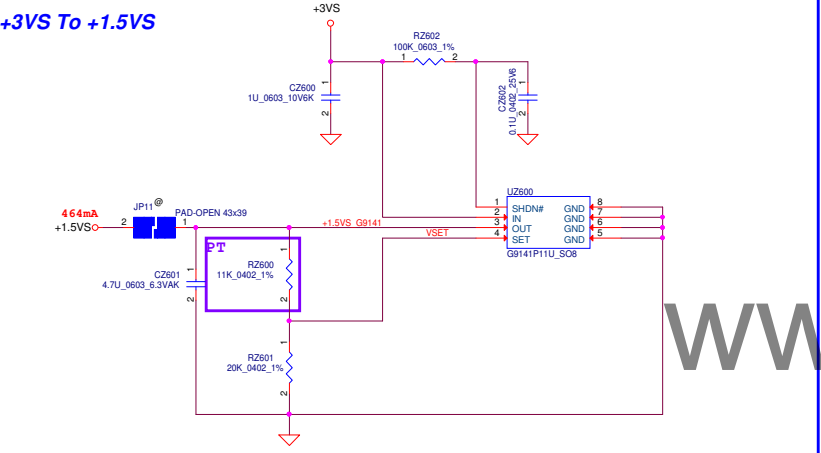 +3VS To +1.5VS
+3VS
RZ602
100K_0603_1%
1 2
CZ600
1U_0603_10V6K
1
2
CZ602
0.1U_0402_25V6
1
2
464mA
+1.5VS
JP11
@
PAD-OPEN 43x39
2 1
+1.5VS_G9141
VSET
UZ600
1 SHDN# GND 8
2 IN GND 7
3 OUT GND 6
4 SET GND 5
G9141P11U_SO8
PT
RZ600
11K_0402_1%
1
2
CZ601
4.7U_0603_6.3VAK
1
2
RZ601
20K_0402_1%
1
2